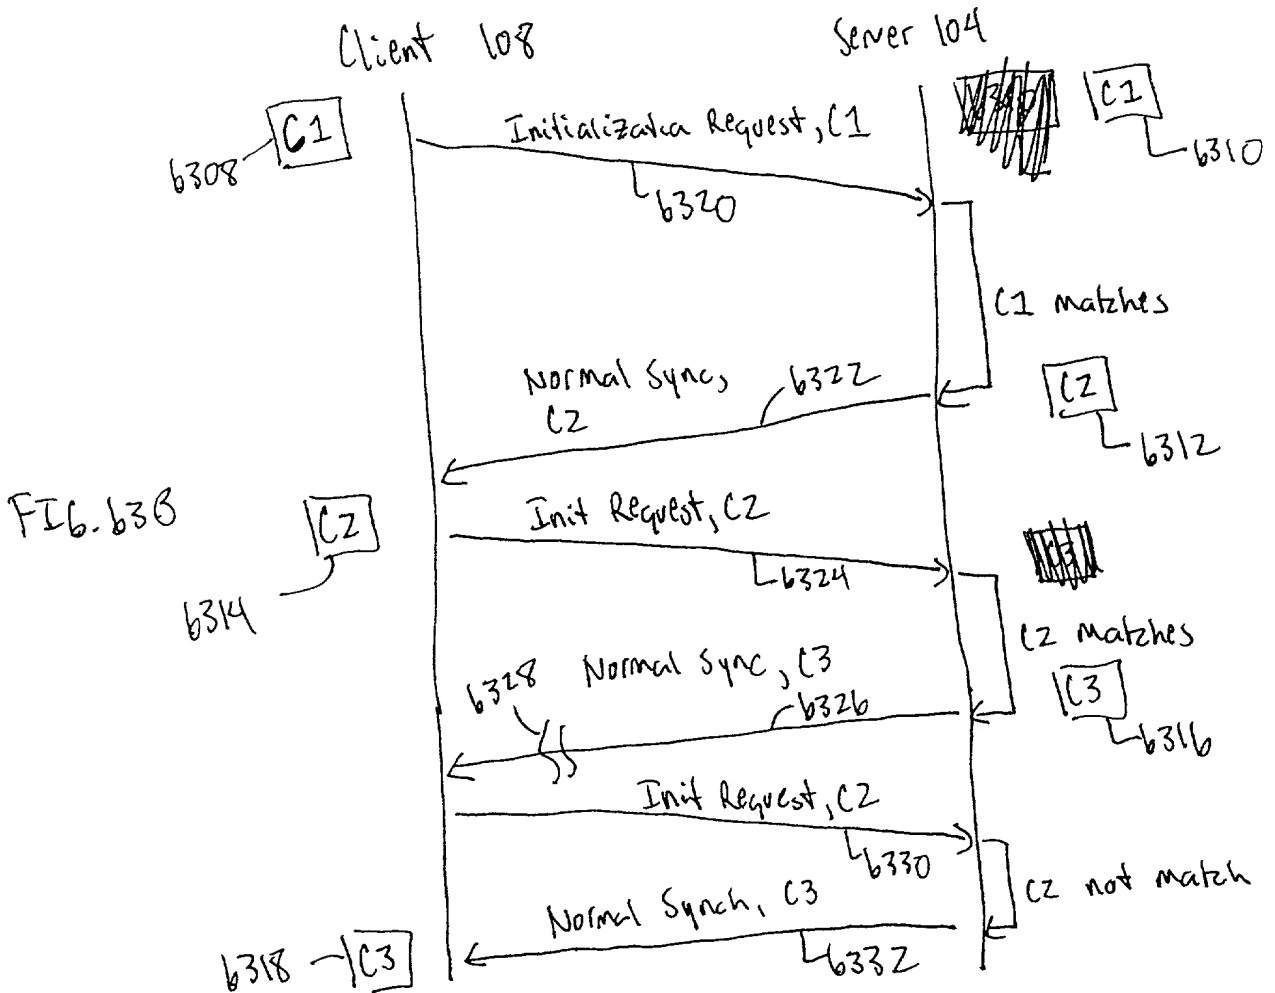 Client 108
Server 104
C1
C1
Initialization Request, C1
6308
6310
6320
C1 matches
Normal Sync,
C2
6322
C2
6312
FIG. 63B
C2
Init Request, C2
6314
6324
C2 matches
6328
Normal Sync, C3
6326
C3
6316
Init Request, C2
6330
C2 not match
Normal Synch, C3
6318
C3
6332